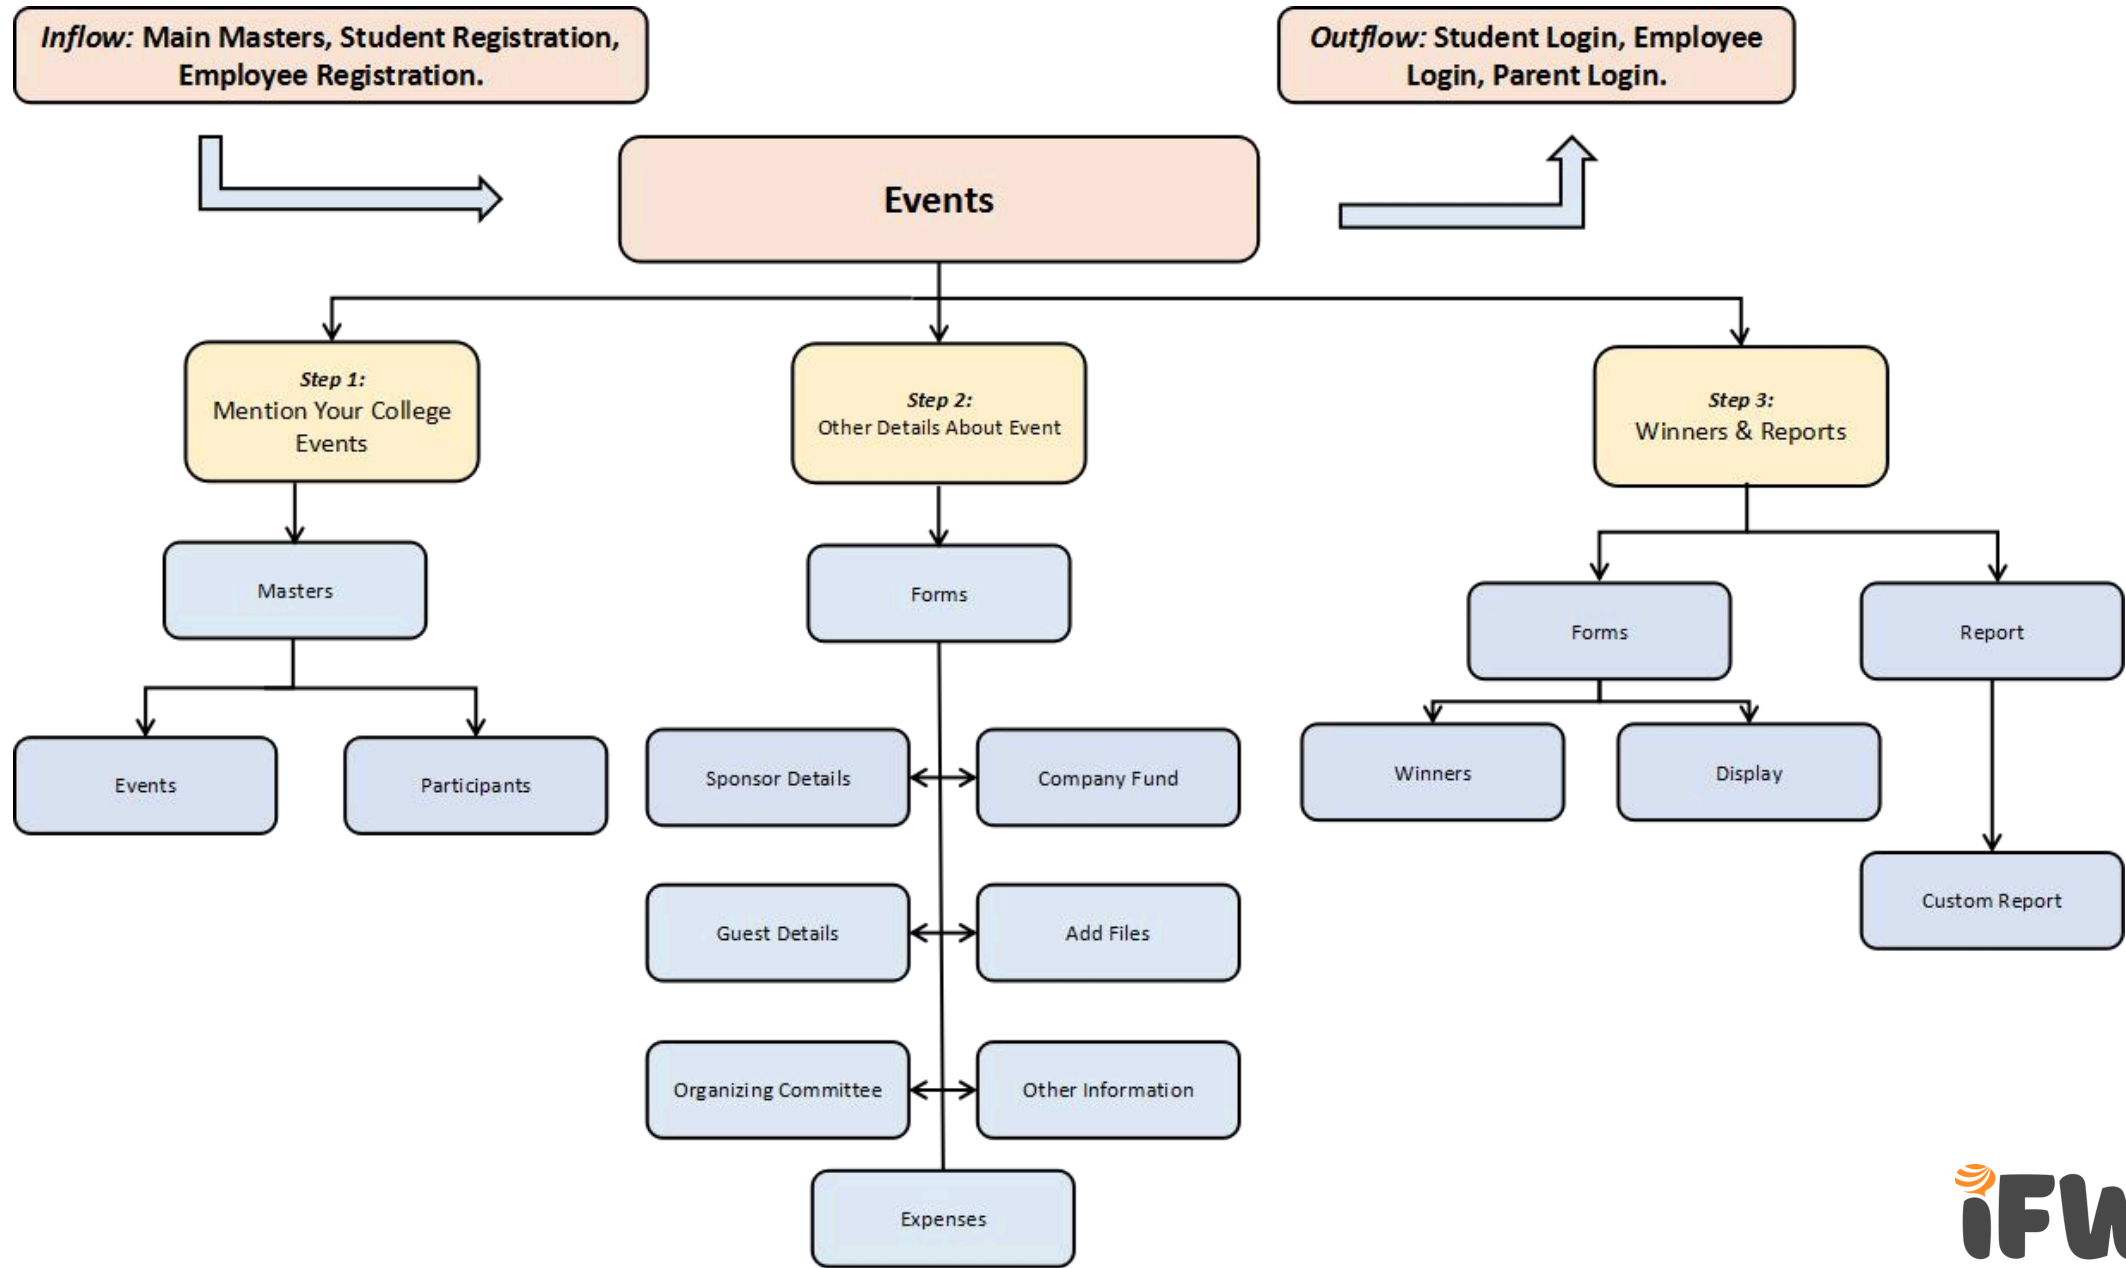 Inflow: Main Masters, Student Registration,
Employee Registration.
Outflow: Student Login, Employee
Login, Parent Login.
Events
Step 1:
Mention Your College
Events
Step 2:
Other Details About Event
Step 3:
Winners & Reports
Masters
Forms
Forms
Report
Events
Participants
Sponsor Details
Company Fund
Winners
Display
Guest Details
Add Files
Custom Report
Organizing Committee
Other Information
Expenses
iFW